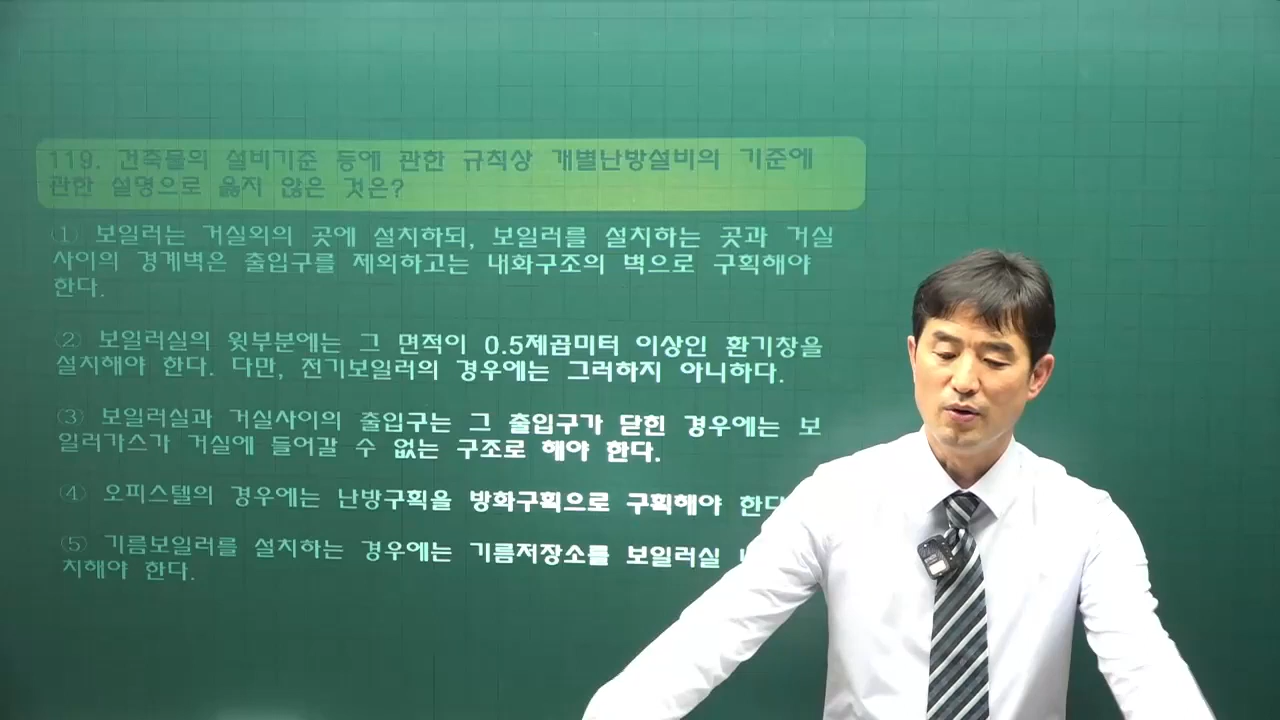 119. 건축물의 설비기준 등에 관한 규칙상 개별난방설비의 기준에
관한 설명으로 옳지 않은 것은?
① 보일러는 거실외의 곳에 설치하되, 보일러를 설치하는 곳과 거실
사이의 경계벽은 출입구를 제외하고는 내화구조의 벽으로 구획해야
한다.
② 보일러실의 윗부분에는 그 면적이 0.5제곱미터 이상인 환기창을
설치해야 한다. 다만, 전기보일러의 경우에는 그러하지 아니하다.
③ 보일러실과 거실사이의 출입구는 그 출입구가 닫힌 경우에는 보
일러가스가 거실에 들어갈 수 없는 구조로 해야 한다.
④ 오피스텔의 경우에는 난방구획을 방화구획으로 구획해야 한다
⑤ 기름보일러를 설치하는 경우에는 기름저장소를 보일러실
치해야 한다.